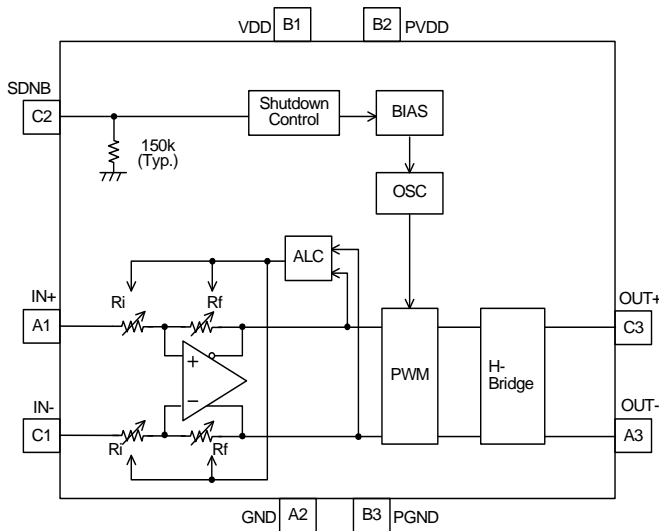 VDD B1 B2 PVDD
SDNB
C2
Shutdown
Control
BIAS
150k
(Typ.)
OSC
ALC
IN+
Ri
Rf
OUT+
A1
C3
+
PWM
H-
Bridge
−
IN-
OUT-
C1
A3
Ri
Rf
GND A2 B3 PGND